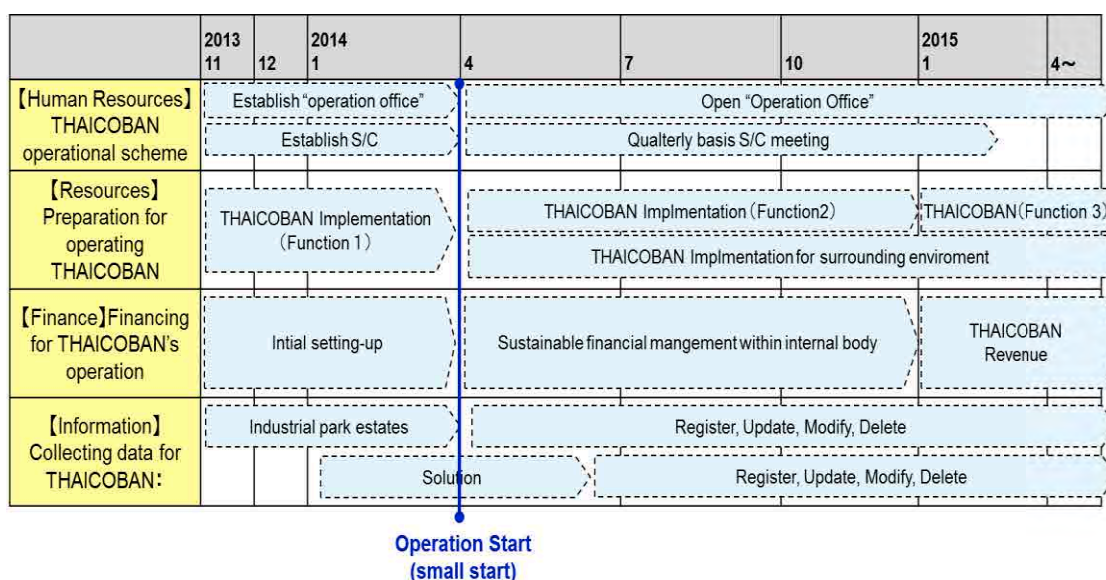 2013
2014
2015
11
12
1
4
7
10
1
4～
【Human Resources】
THAICOBAN
operational scheme
Establish “operation office”
Open “Operation Office”
Establish S/C
Qualterly basis S/C meeting
【Resources】
Preparation for
operating
THAICOBAN
THAICOBAN Implementation
(Function 1)
THAICOBAN Implmentation (Function2)
THAICOBAN(Function 3)
THAICOBAN Implmentation for surrounding enviroment
【Finance】Financing
for THAICOBAN’s
operation
Intial setting-up
Sustainable financial mangement within internal body
THAICOBAN
Revenue
【Information】
Collecting data for
THAICOBAN：
Industrial park estates
Register, Update, Modify, Delete
Solution
Register, Update, Modify, Delete
Operation Start
(small start)